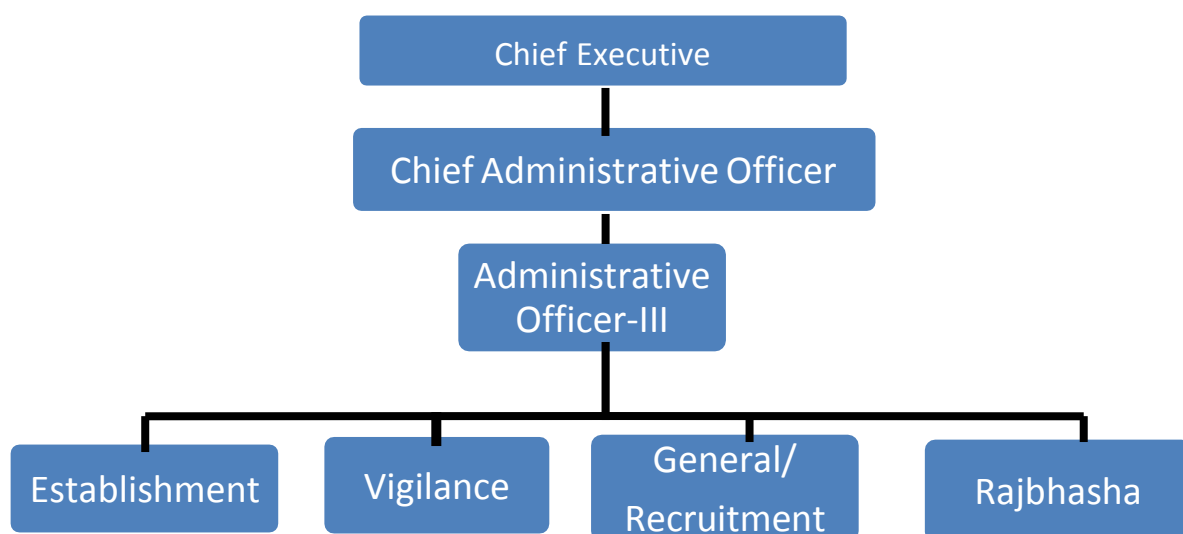 Chief Executive
Chief Administrative Officer
Administrative
Officer-III
Establishment
Vigilance
General/
Recruitment
Rajbhasha